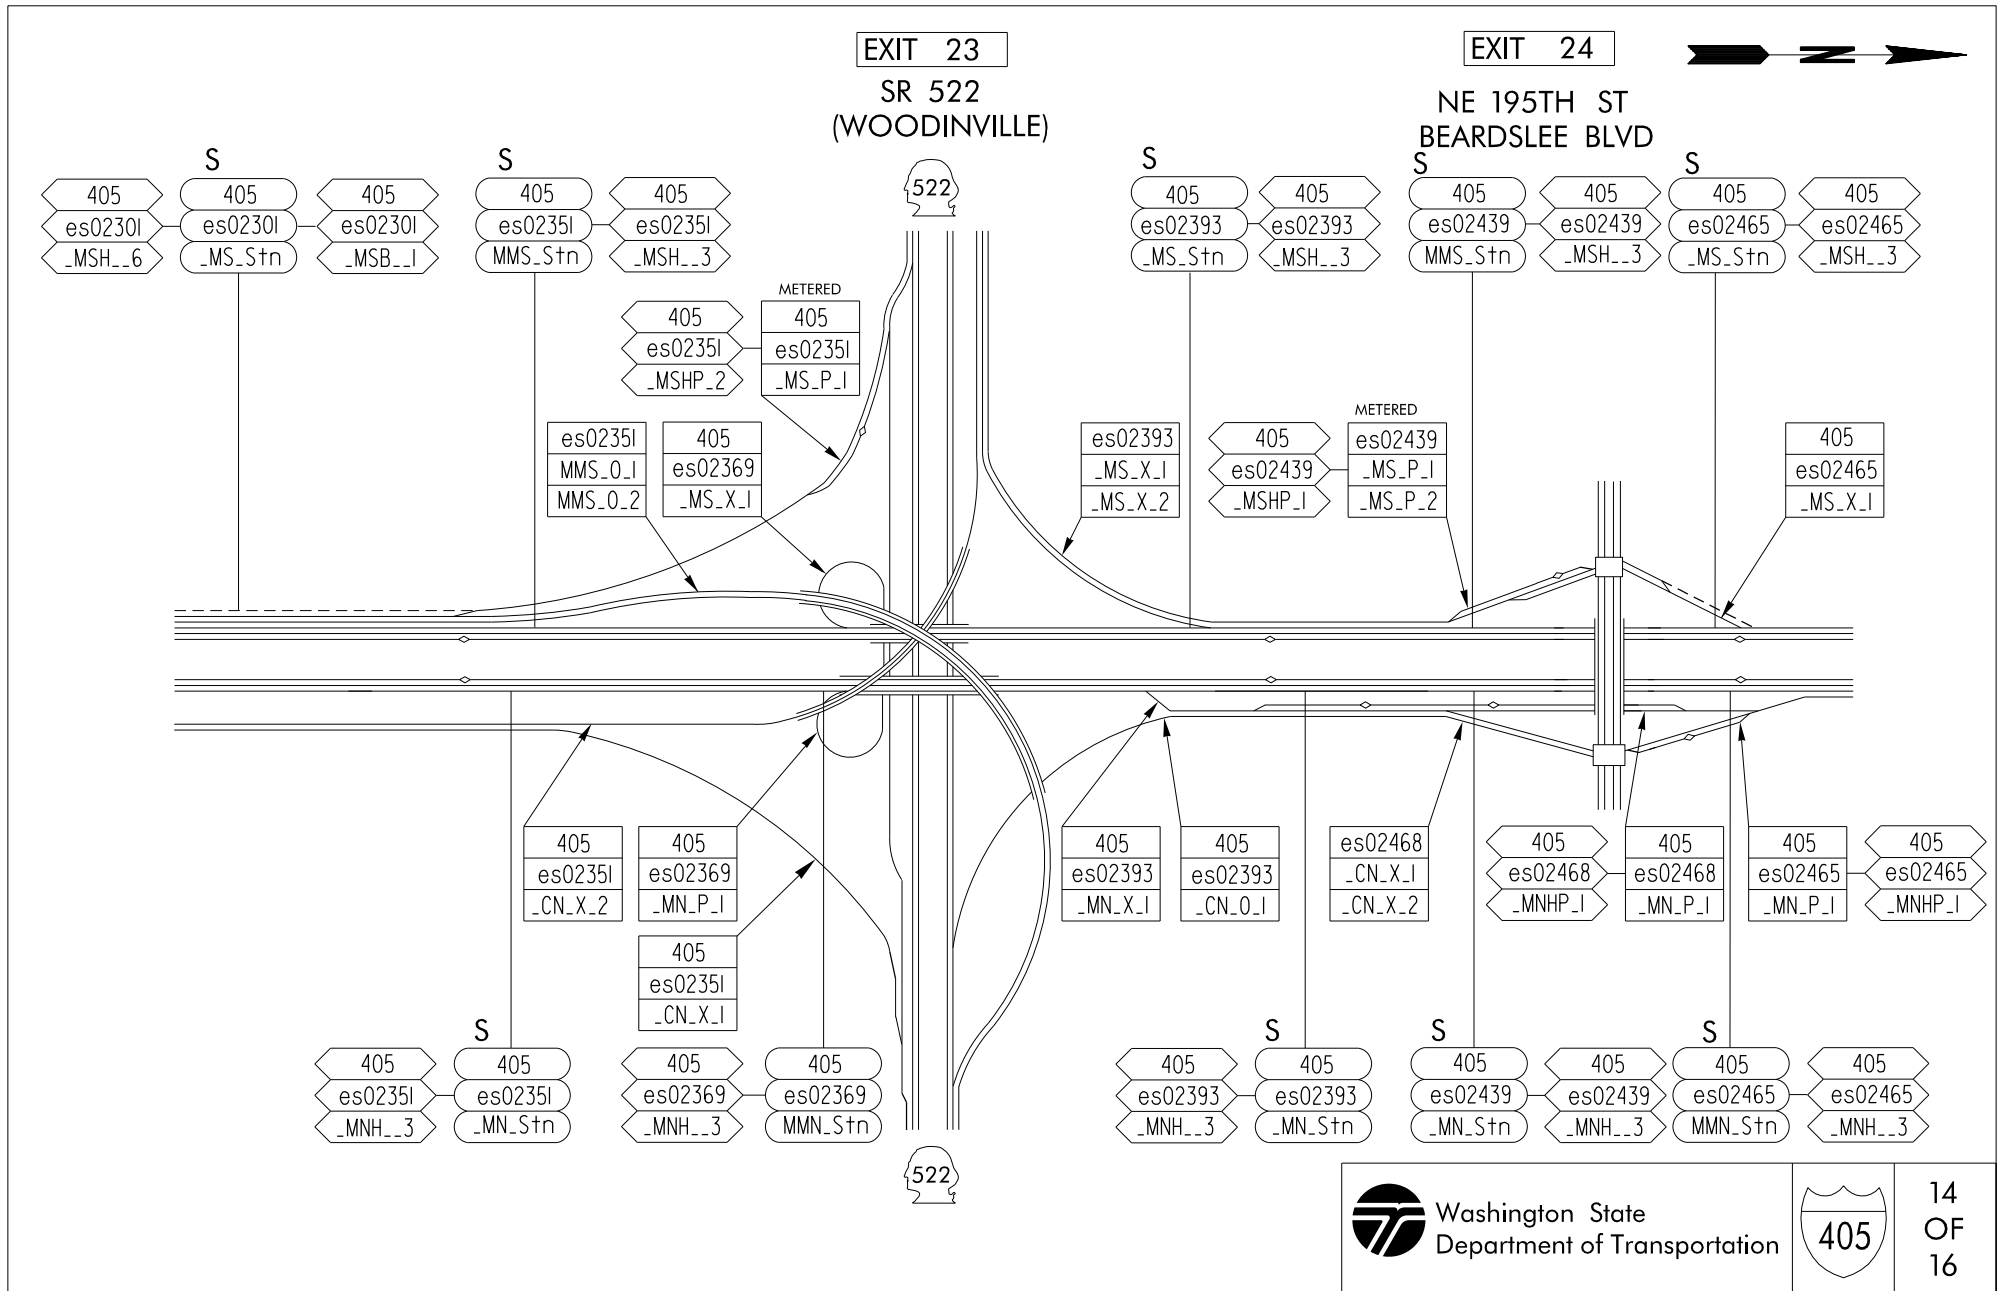 EXIT 23
SR 522
(WOODINVILLE)
EXIT 24
NE 195TH ST
BEARDSLEE BLVD
N
522
405
es02301
_MSH__6
S
405
es02301
_MS_Stn
405
es02301
_MSB__1
S
405
es02351
MMS_Stn
405
es02351
_MSH__3
S
405
es02393
_MS_Stn
405
es02393
_MSH__3
S
405
es02439
MMS_Stn
405
es02439
_MSH__3
S
405
es02465
_MS_Stn
405
es02465
_MSH__3
405
es02351
_MSHP_2
METERED
405
es02351
_MS_P_1
es02351
MMS_O_1
MMS_O_2
405
es02369
_MS_X_1
es02393
_MS_X_1
_MS_X_2
405
es02439
_MSHP_1
METERED
es02439
_MS_P_1
_MS_P_2
405
es02465
_MS_X_1
405
es02351
_CN_X_2
405
es02369
_MN_P_1
405
es02351
_CN_X_1
405
es02393
_MN_X_1
405
es02393
_CN_O_1
es02468
_CN_X_1
_CN_X_2
405
es02468
_MNHP_1
405
es02468
_MN_P_1
405
es02465
_MN_P_1
405
es02465
_MNHP_1
405
es02351
_MNH__3
S
405
es02351
_MN_Stn
405
es02369
_MNH__3
405
es02369
MMN_Stn
405
es02393
_MNH__3
S
405
es02393
_MN_Stn
S
405
es02439
_MN_Stn
405
es02439
_MNH__3
S
405
es02465
MMN_Stn
405
es02465
_MNH__3
522
Washington State
Department of Transportation
405
14
OF
16